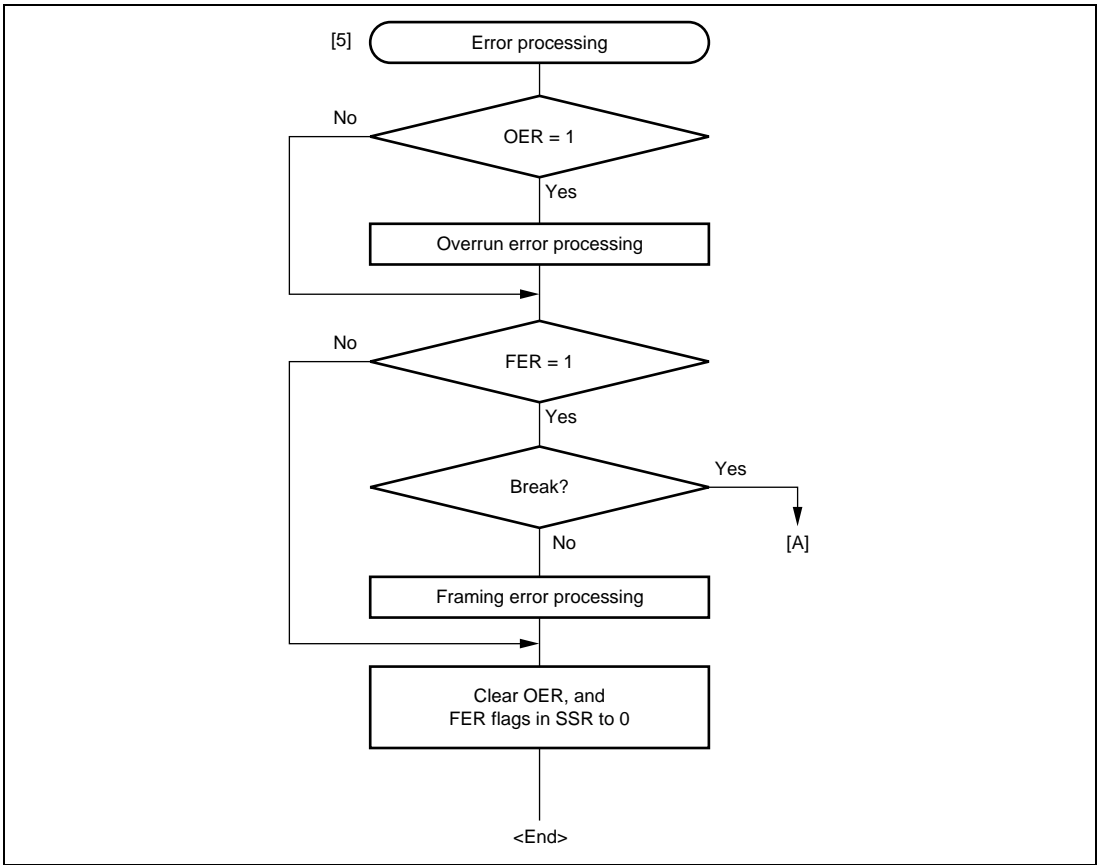 [5]
Error processing
No
OER = 1
Yes
Overrun error processing
No
FER = 1
Yes
Break?
Yes
[A]
No
Framing error processing
Clear OER, and
FER flags in SSR to 0
<End>